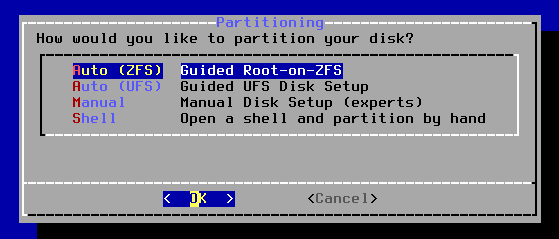 Partitioning
How would you like to partition your disk?
Auto (ZFS) Guided Root-on-ZFS
Auto (UFS) Guided UFS Disk Setup
Manual Manual Disk Setup (experts)
Shell Open a shell and partition by hand
< OK > <Cancel>